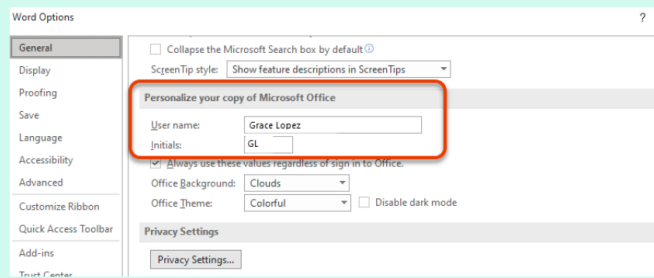 Word Options
?
General
Display
Proofing
Save
Language
Accessibility
Advanced
Customize Ribbon
Quick Access Toolbar
Add-ins
Trust Center
Collapse the Microsoft Search box by default
ScreenTip style: Show feature descriptions in ScreenTips
Personalize your copy of Microsoft Office
User name: Grace Lopez
Initials: GL
Always use these values regardless of sign in to Office.
Office Background: Clouds
Office Theme: Colorful Disable dark mode
Privacy Settings
Privacy Settings...